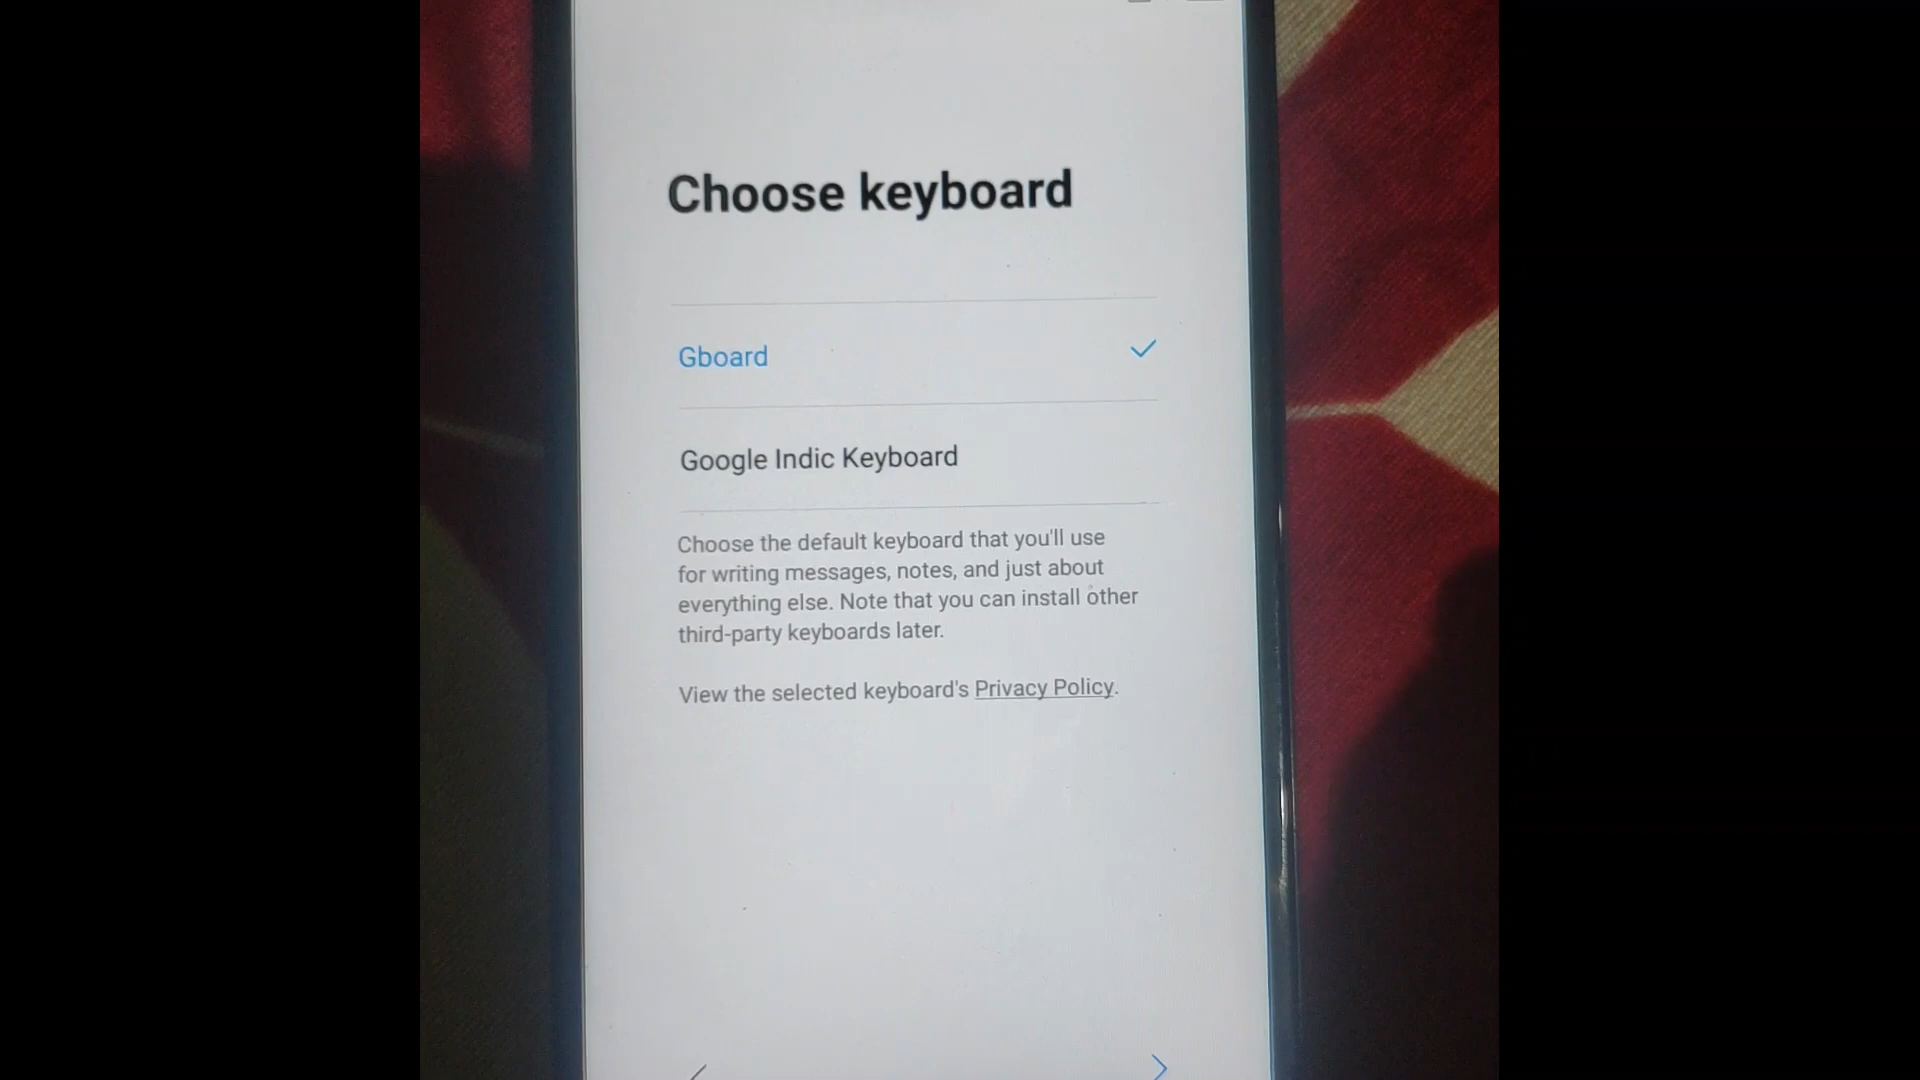 Choose keyboard
Gboard
Google Indic Keyboard
Choose the default keyboard that you'll use
for writing messages, notes, and just about
everything else. Note that you can install other
third-party keyboards later.
View the selected keyboard's Privacy Policy.